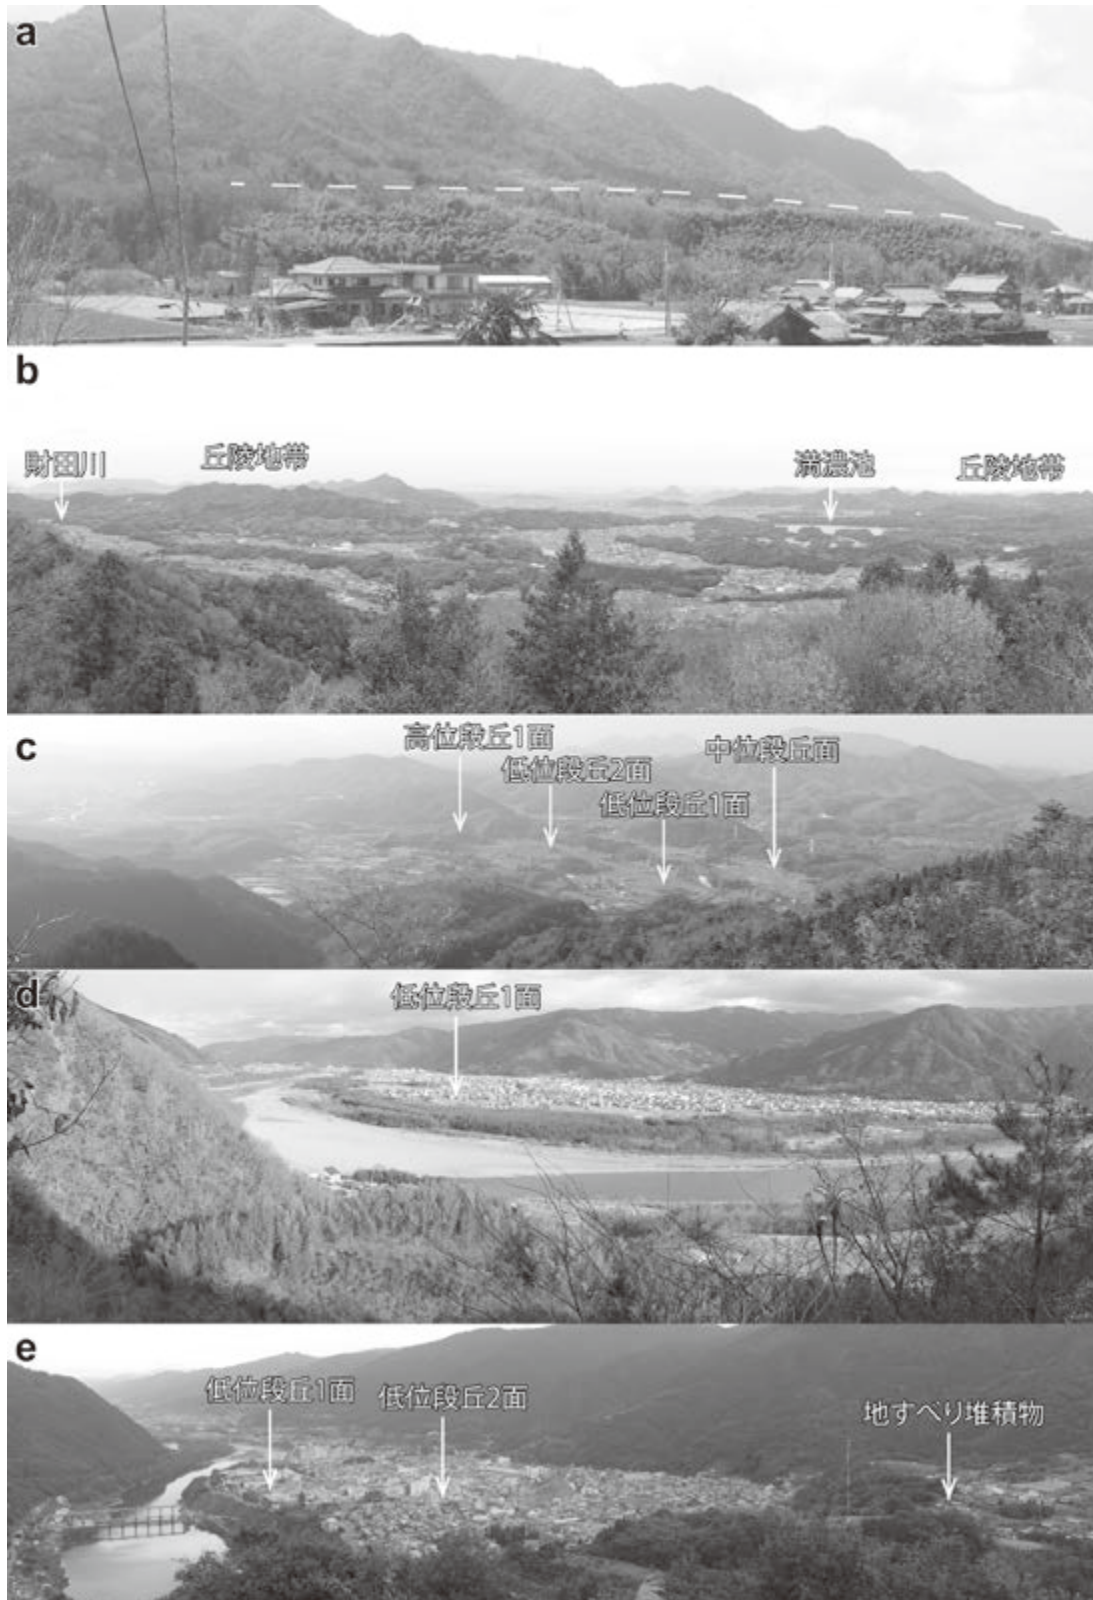 a
b
財田川
丘陵地帯
満濃池
丘陵地帯
c
高位段丘1面
低位段丘2面
低位段丘1面
中位段丘面
d
低位段丘1面
e
低位段丘1面
低位段丘2面
地すべり堆積物